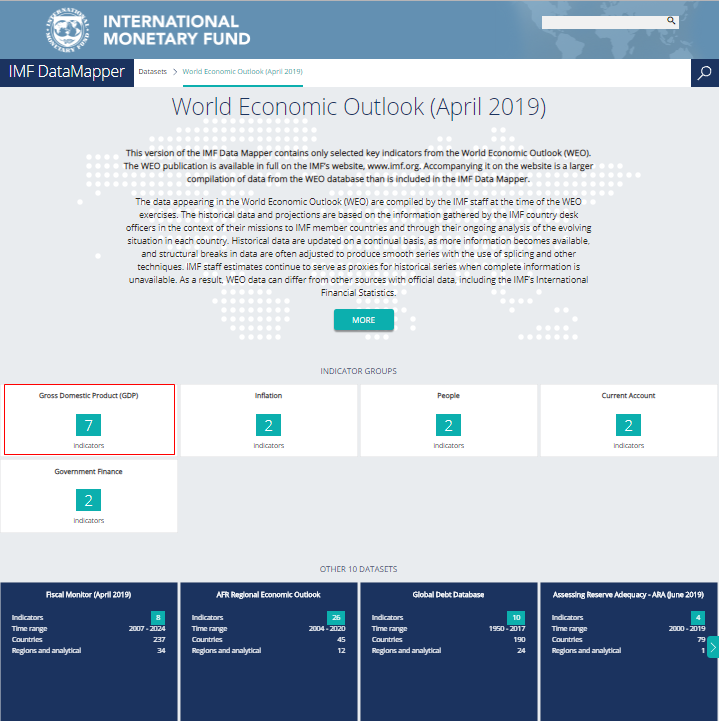 INTERNATIONAL
MONETARY FUND
IMF DataMapper
Datasets
World Economic Outlook (April 2019)
World Economic Outlook (April 2019)
This version of the IMF Data Mapper contains only selected key indicators from the World Economic Outlook (WEO).
The WEO publication is available in full on the IMF's website, www.imf.org. Accompanying it on the website is a larger
compilation of data from the WEO database than is included in the IMF Data Mapper.
The data appearing in the World Economic Outlook (WEO) are compiled by the IMF staff at the time of the WEO
exercises. The historical data and projections are based on the information gathered by the IMF country desk
officers in the context of their missions to IMF member countries and through their ongoing analysis of the evolving
situation in each country. Historical data are updated on a continual basis, as more information becomes available,
and structural breaks in data are often adjusted to produce smooth series with the use of splicing and other
techniques. IMF staff estimates continue to serve as proxies for historical series when complete information is
unavailable. As a result, WEO data can differ from other sources with official data, including the IMF's International
Financial Statistics.
MORE
INDICATOR GROUPS
Gross Domestic Product (GDP)
7
indicators
Inflation
2
indicators
People
2
indicators
Current Account
2
indicators
Government Finance
2
indicators
OTHER 10 DATASETS
Fiscal Monitor (April 2019)
Indicators 8
Time range 2007 - 2024
Countries 237
Regions and analytical 34
AFR Regional Economic Outlook
Indicators 26
Time range 2004 - 2020
Countries 45
Regions and analytical 12
Global Debt Database
Indicators 10
Time range 1950 - 2017
Countries 190
Regions and analytical 24
Assessing Reserve Adequacy - ARA (June 2019)
Indicators 4
Time range 2000 - 2019
Countries 79
Regions and analytical 1